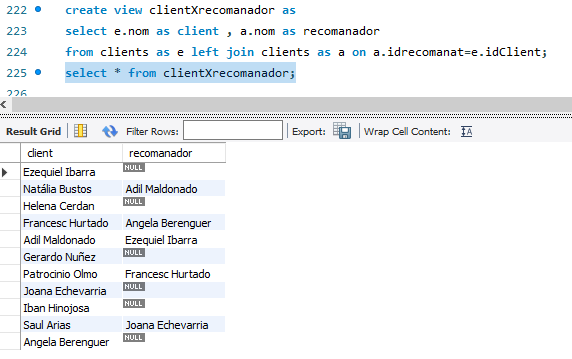 222 create view clientXrecomanador as
223 select e.nom as client , a.nom as recomanador
224 from clients as e left join clients as a on a.idrecomanat=e.idClient;
225 select * from clientXrecomanador;
226
Result Grid Filter Rows: Export: Wrap Cell Content: IA
client recomanador
Ezequiel Ibarra NULL
Natália Bustos Adil Maldonado
Helena Cerdan NULL
Francesc Hurtado Angela Berenguer
Adil Maldonado Ezequiel Ibarra
Gerardo Nuñez NULL
Patrocinio Olmo Francesc Hurtado
Joana Echevarria NULL
Iban Hinojosa NULL
Saul Arias Joana Echevarria
Angela Berenguer NULL